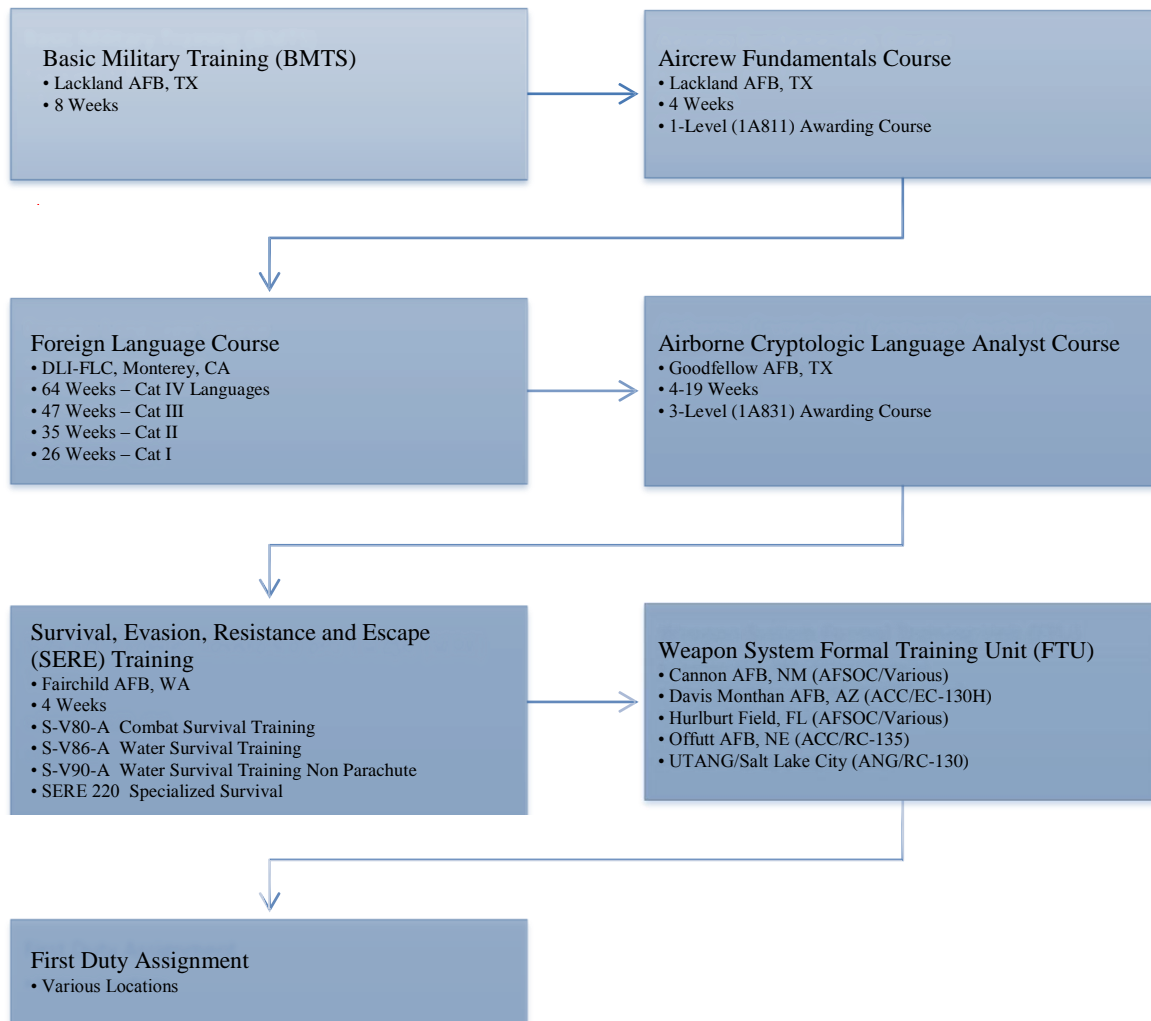 Basic Military Training (BMTS)
• Lackland AFB, TX
• 8 Weeks
Aircrew Fundamentals Course
• Lackland AFB, TX
• 4 Weeks
• 1-Level (1A811) Awarding Course
Foreign Language Course
• DLI-FLC, Monterey, CA
• 64 Weeks – Cat IV Languages
• 47 Weeks – Cat III
• 35 Weeks – Cat II
• 26 Weeks – Cat I
Airborne Cryptologic Language Analyst Course
• Goodfellow AFB, TX
• 4-19 Weeks
• 3-Level (1A831) Awarding Course
Survival, Evasion, Resistance and Escape
(SERE) Training
• Fairchild AFB, WA
• 4 Weeks
• S-V80-A  Combat Survival Training
• S-V86-A  Water Survival Training
• S-V90-A  Water Survival Training Non Parachute
• SERE 220  Specialized Survival
Weapon System Formal Training Unit (FTU)
• Cannon AFB, NM (AFSOC/Various)
• Davis Monthan AFB, AZ (ACC/EC-130H)
• Hurlburt Field, FL (AFSOC/Various)
• Offutt AFB, NE (ACC/RC-135)
• UTANG/Salt Lake City (ANG/RC-130)
First Duty Assignment
• Various Locations